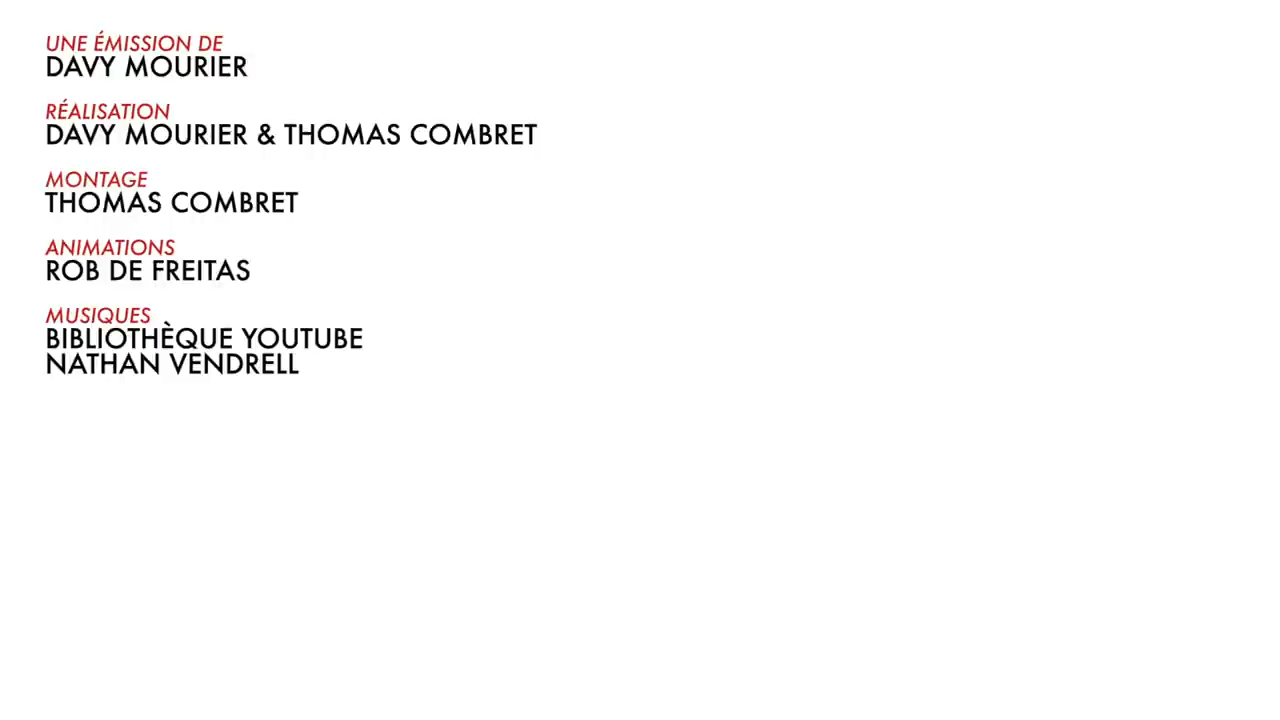 UNE ÉMISSION DE
DAVY MOURIER
RÉALISATION
DAVY MOURIER & THOMAS COMBRET
MONTAGE
THOMAS COMBRET
ANIMATIONS
ROB DE FREITAS
MUSIQUES
BIBLIOTHÈQUE YOUTUBE
NATHAN VENDRELL